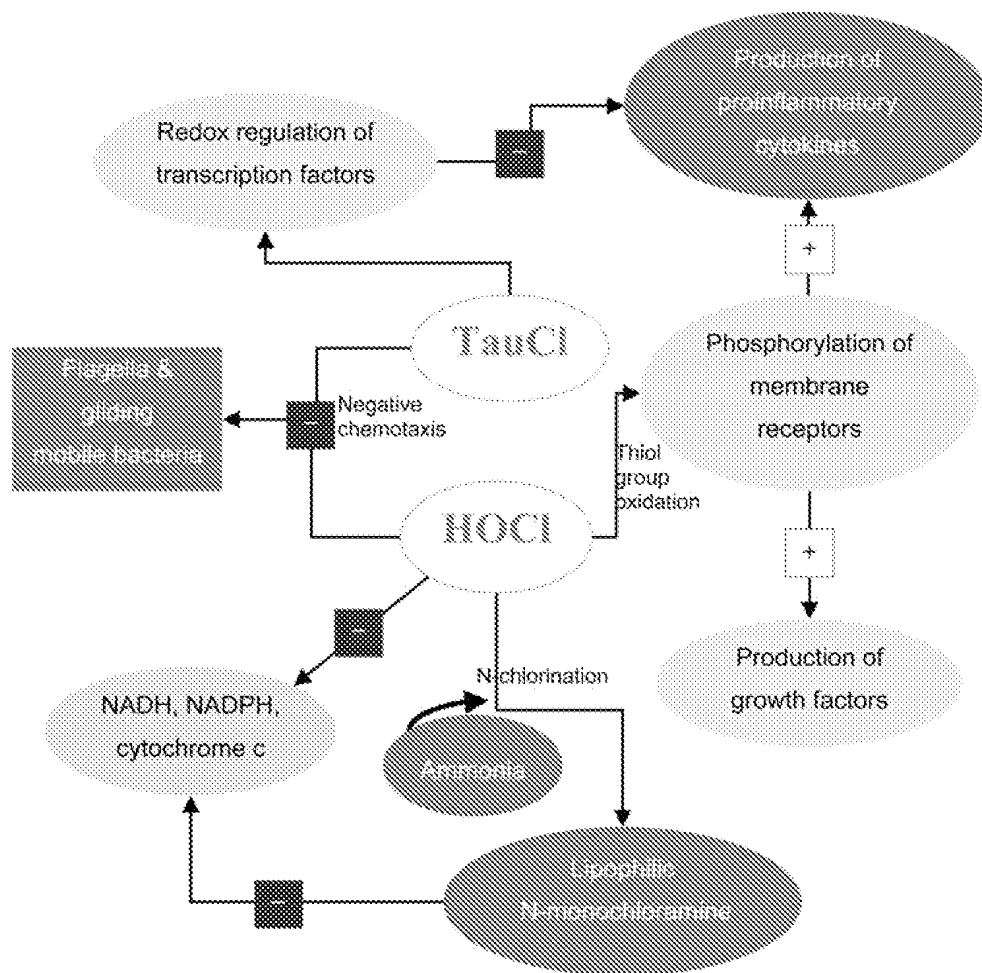 Production of
proinflammatory
cytokines
Redox regulation of
transcription factors
-
+
TauCl
Phosphorylation of
membrane
receptors
Flagella &
gliding
mobile bacteria
-
Negative
chemotaxis
Thiol
group
oxidation
HOCl
+
-
N-chlorination
Production of
growth factors
NADH, NADPH,
cytochrome c
Ammonia
Lipophilic
N-monochloramine
-